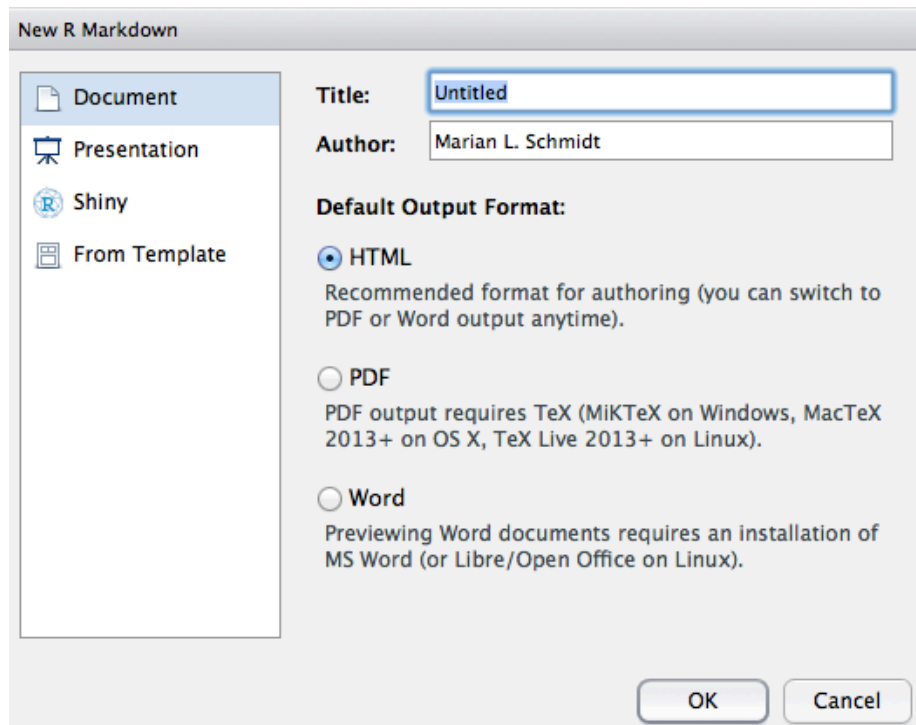 New R Markdown
Document
Presentation
Shiny
From Template
Title:
Untitled
Author:
Marian L. Schmidt
Default Output Format:
HTML
Recommended format for authoring (you can switch to
PDF or Word output anytime).
PDF
PDF output requires TeX (MiKTeX on Windows, MacTeX
2013+ on OS X, TeX Live 2013+ on Linux).
Word
Previewing Word documents requires an installation of
MS Word (or Libre/Open Office on Linux).
OK
Cancel